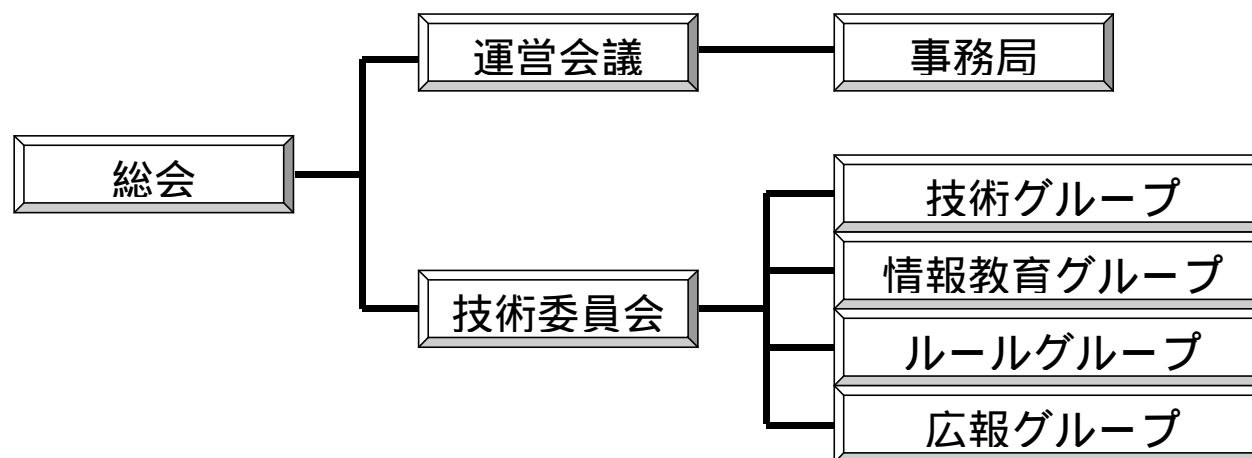 運営会議
事務局
総会
技術グループ
情報教育グループ
技術委員会
ルールグループ
広報グループ